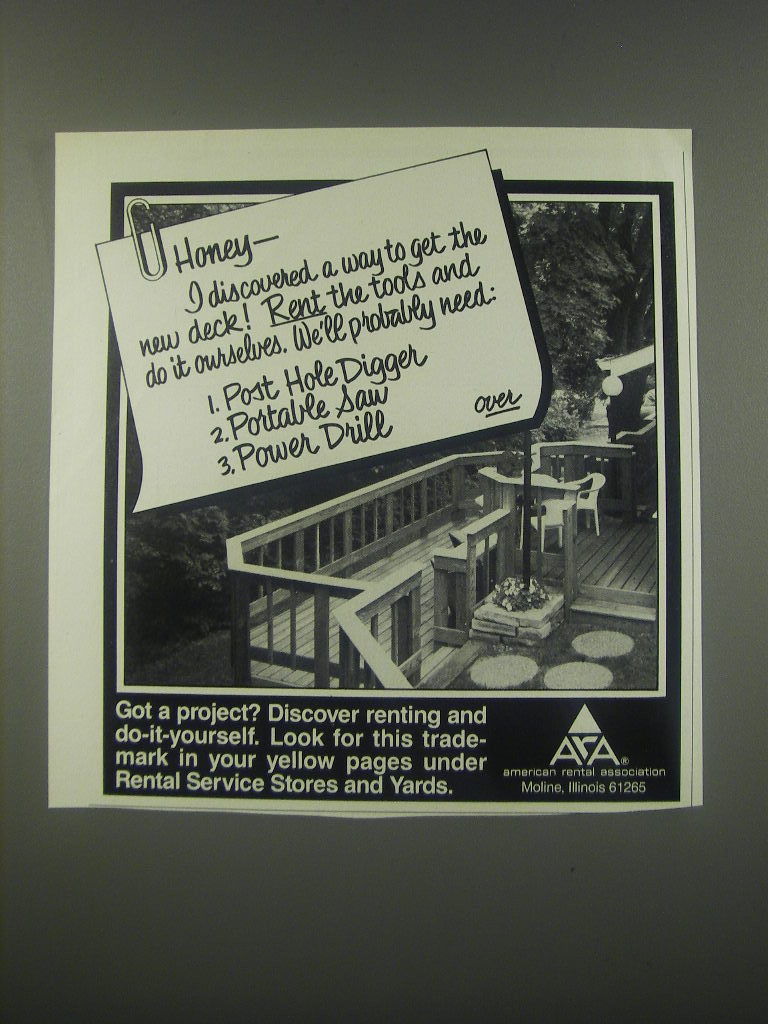 Honey—
I discovered a way to get the
new deck! Rent the tools and
do it ourselves. We'll probably need:
1. Post Hole Digger
2. Portable Saw
3. Power Drill
over
Got a project? Discover renting and
do-it-yourself. Look for this trade-
mark in your yellow pages under
Rental Service Stores and Yards.
ARA®
american rental association
Moline, Illinois 61265